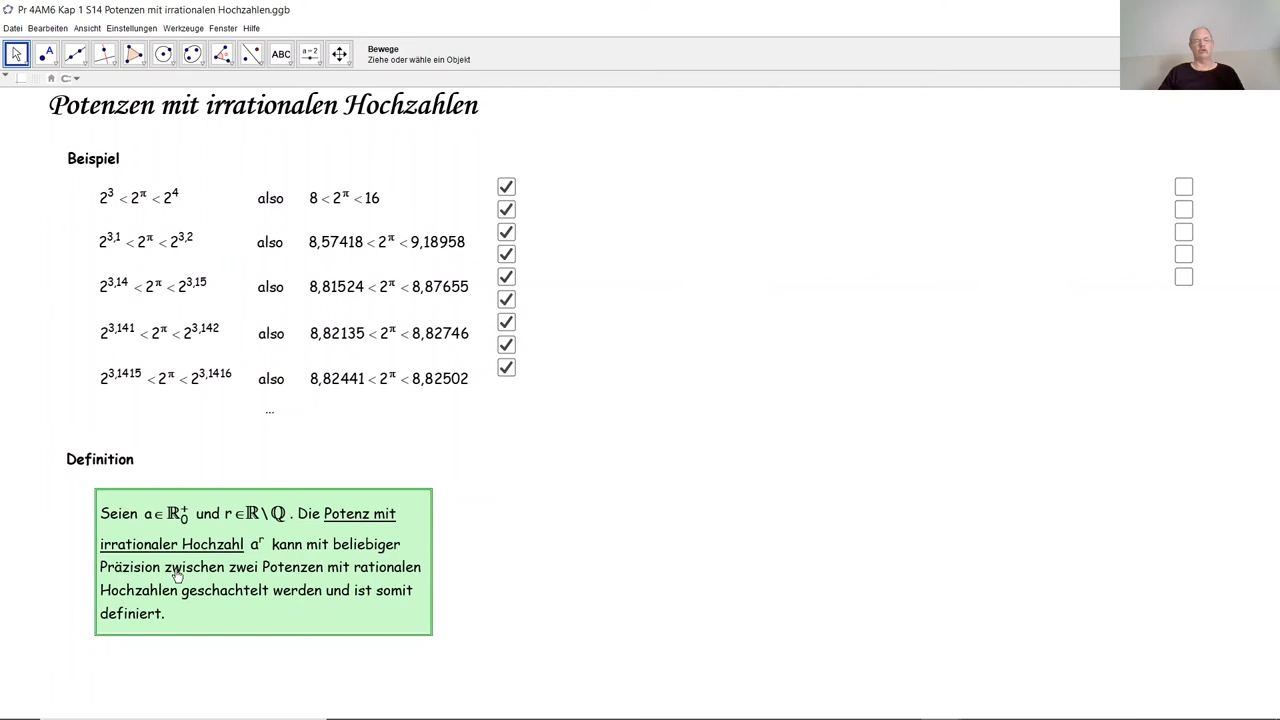 Pr 4AM6 Kap 1 S14 Potenzen mit irrationalen Hochzahlen.ggb
Datei Bearbeiten Ansicht Einstellungen Werkzeuge Fenster Hilfe
A ABC a=2 Bewege
Ziehe oder wähle ein Objekt
Potenzen mit irrationalen Hochzahlen
Beispiel
2³ < 2^π < 2⁴ also 8 < 2^π < 16
2^3,1 < 2^π < 2^3,2 also 8,57418 < 2^π < 9,18958
2^3,14 < 2^π < 2^3,15 also 8,81524 < 2^π < 8,87655
2^3,141 < 2^π < 2^3,142 also 8,82135 < 2^π < 8,82746
2^3,1415 < 2^π < 2^3,1416 also 8,82441 < 2^π < 8,82502
...
Definition
Seien a∈ℝ₀⁺ und r∈ℝ\ℚ . Die Potenz mit
irrationaler Hochzahl a^r kann mit beliebiger
Präzision zwischen zwei Potenzen mit rationalen
Hochzahlen geschachtelt werden und ist somit
definiert.